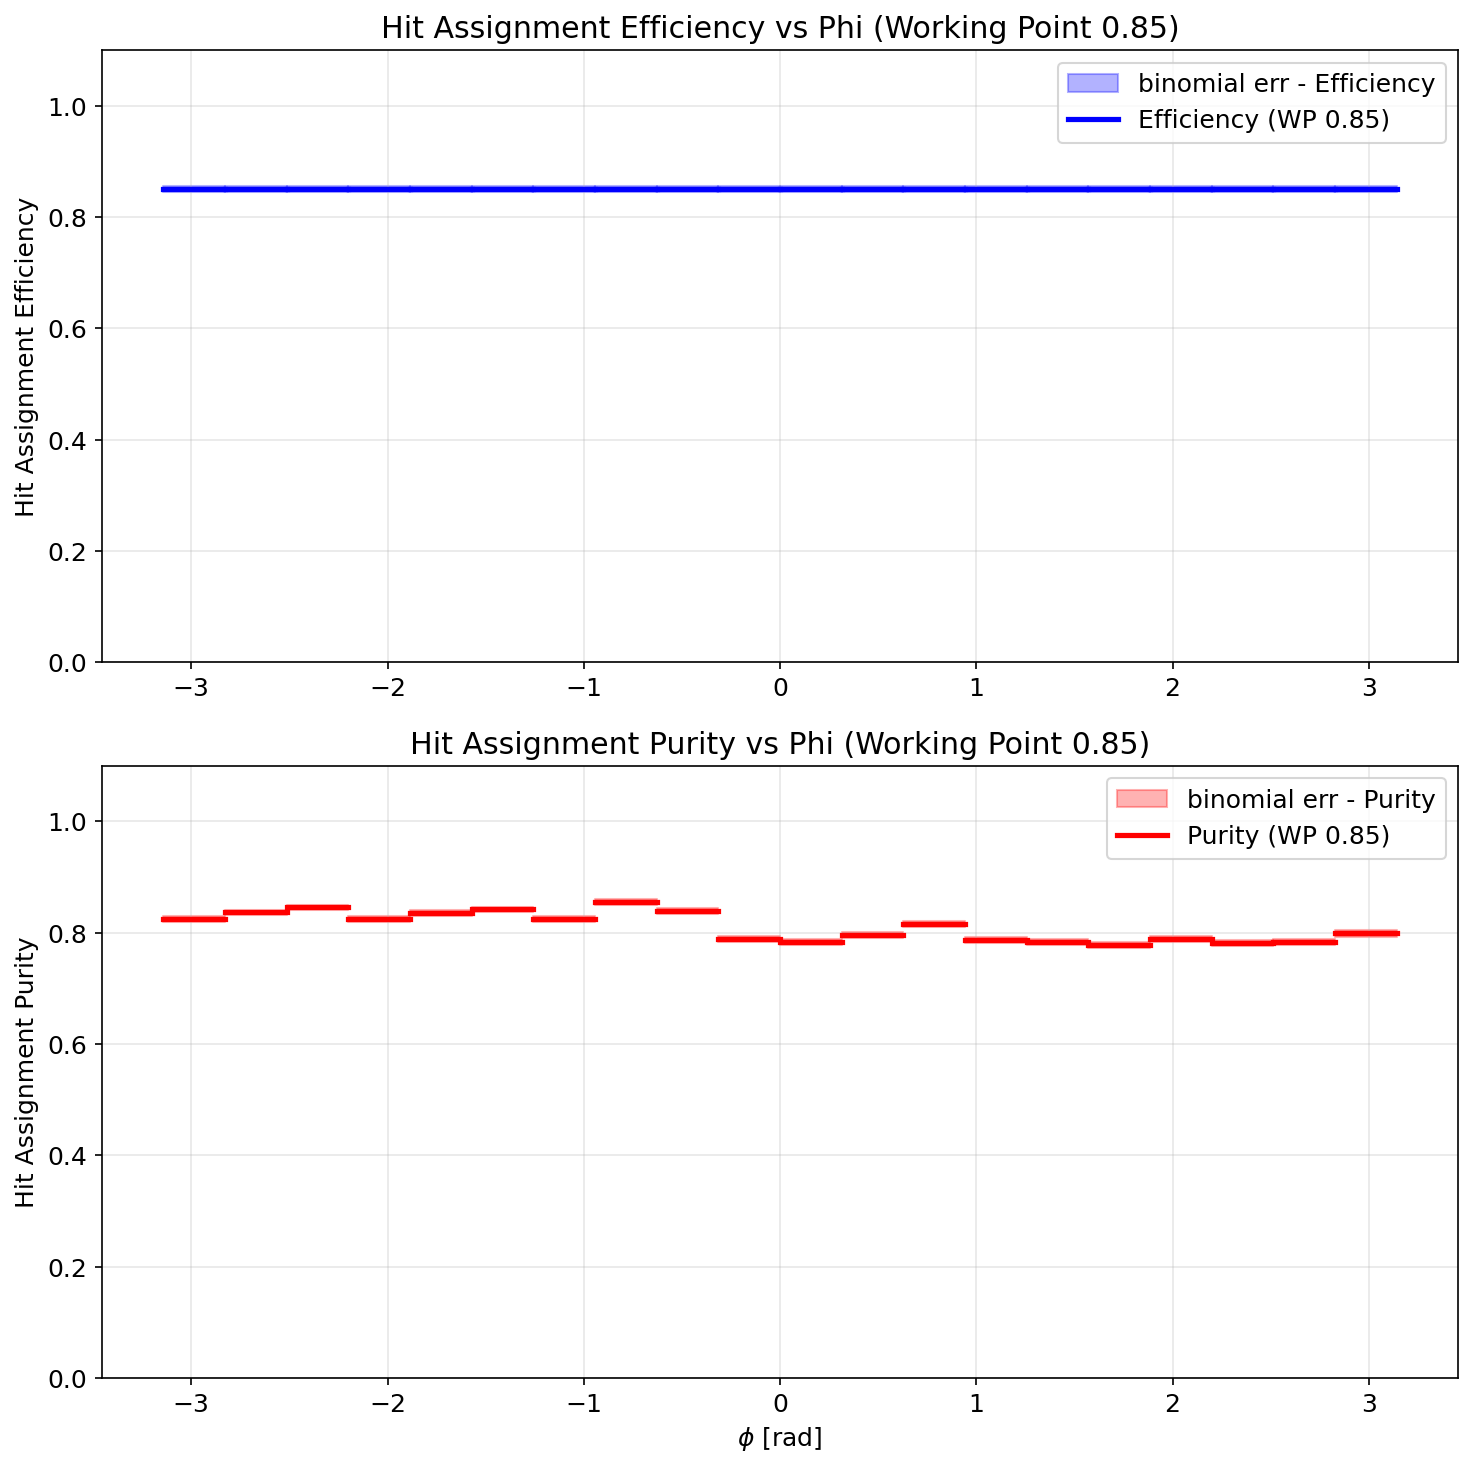 Hit Assignment Efficiency vs Phi (Working Point 0.85)
binomial err - Efficiency
Efficiency (WP 0.85)
Hit Assignment Efficiency
1.0
0.8
0.6
0.4
0.2
0.0
−3 −2 −1 0 1 2 3
Hit Assignment Purity vs Phi (Working Point 0.85)
binomial err - Purity
Purity (WP 0.85)
Hit Assignment Purity
1.0
0.8
0.6
0.4
0.2
0.0
−3 −2 −1 0 1 2 3
ϕ [rad]